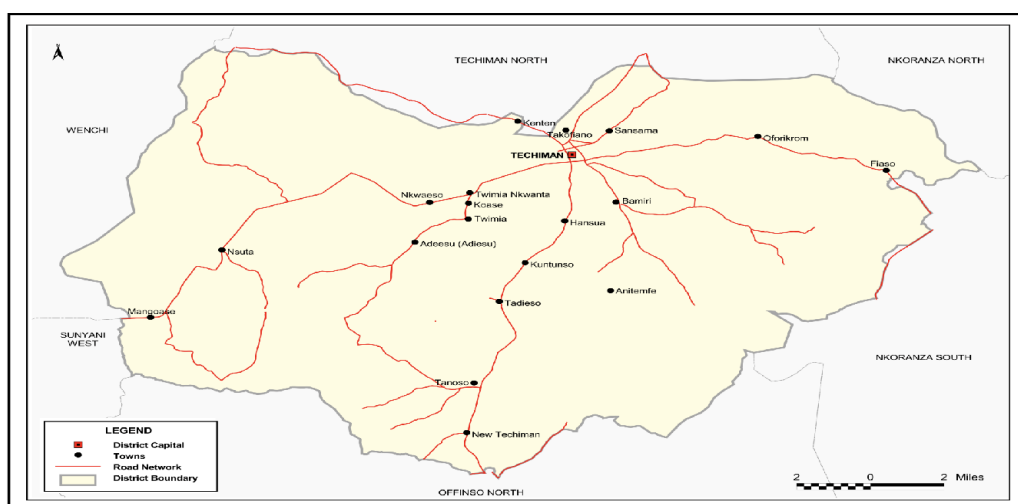 TECHIMAN NORTH
NKORANZA NORTH
WENCHI
Kenten
Takofiano
Sansama
Oforikrom
TECHIMAN
Fiaso
Nkwaeso
Twimia Nkwanta
Koase
Bamiri
Twimia
Hansua
Adeesu (Adiesu)
Nsuta
Kuntunso
Anitemfe
Tadieso
Mangoase
SUNYANI
WEST
NKORANZA SOUTH
Tanoso
New Techiman
LEGEND
District Capital
Towns
Road Network
District Boundary
2 0 2 Miles
OFFINSO NORTH